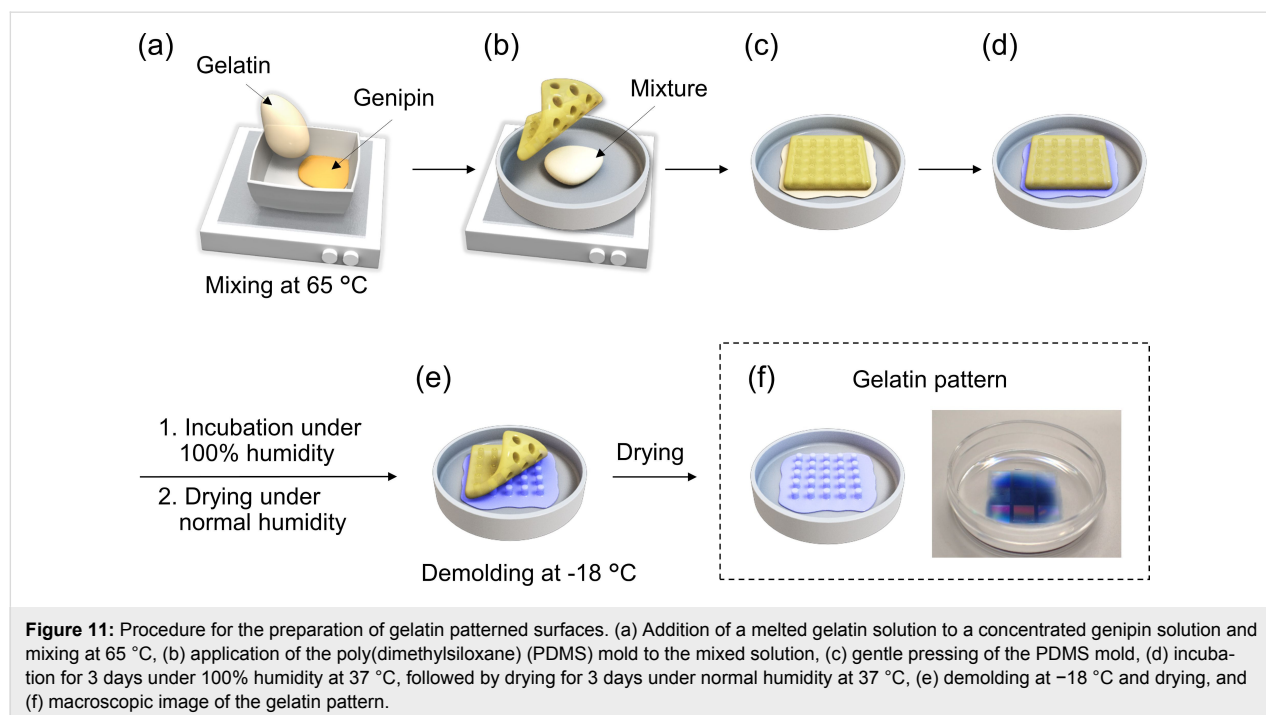 (a)
Gelatin
Genipin
Mixing at 65 °C
(b)
Mixture
(c)
(d)
1. Incubation under
100% humidity
2. Drying under
normal humidity
(e)
Demolding at -18 °C
Drying
(f)
Gelatin pattern
Figure 11: Procedure for the preparation of gelatin patterned surfaces. (a) Addition of a melted gelatin solution to a concentrated genipin solution and
mixing at 65 °C, (b) application of the poly(dimethylsiloxane) (PDMS) mold to the mixed solution, (c) gentle pressing of the PDMS mold, (d) incuba-
tion for 3 days under 100% humidity at 37 °C, followed by drying for 3 days under normal humidity at 37 °C, (e) demolding at −18 °C and drying, and
(f) macroscopic image of the gelatin pattern.